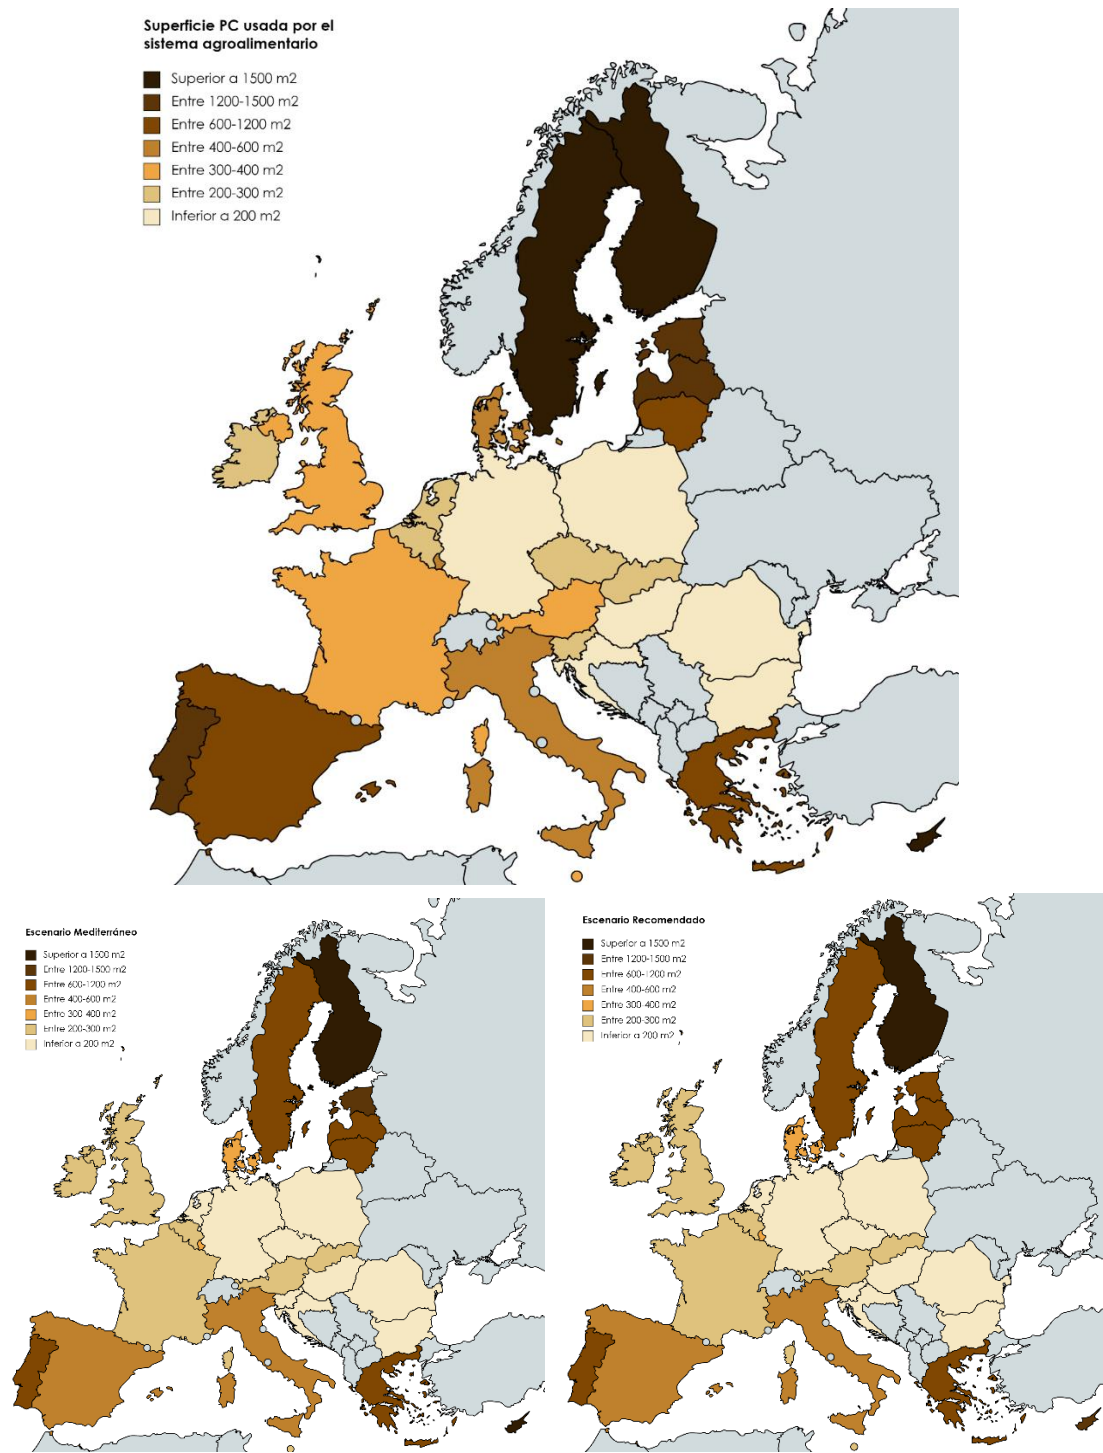 Superficie PC usada por el
sistema agroalimentario
Superior a 1500 m2
Entre 1200-1500 m2
Entre 600-1200 m2
Entre 400-600 m2
Entre 300-400 m2
Entre 200-300 m2
Inferior a 200 m2
Escenario Mediterráneo
Superior a 1500 m2
Entre 1200-1500 m2
Entre 600-1200 m2
Entre 400-600 m2
Entre 300-400 m2
Entre 200-300 m2
Inferior a 200 m2
Escenario Recomendado
Superior a 1500 m2
Entre 1200-1500 m2
Entre 600-1200 m2
Entre 400-600 m2
Entre 300-400 m2
Entre 200-300 m2
Inferior a 200 m2